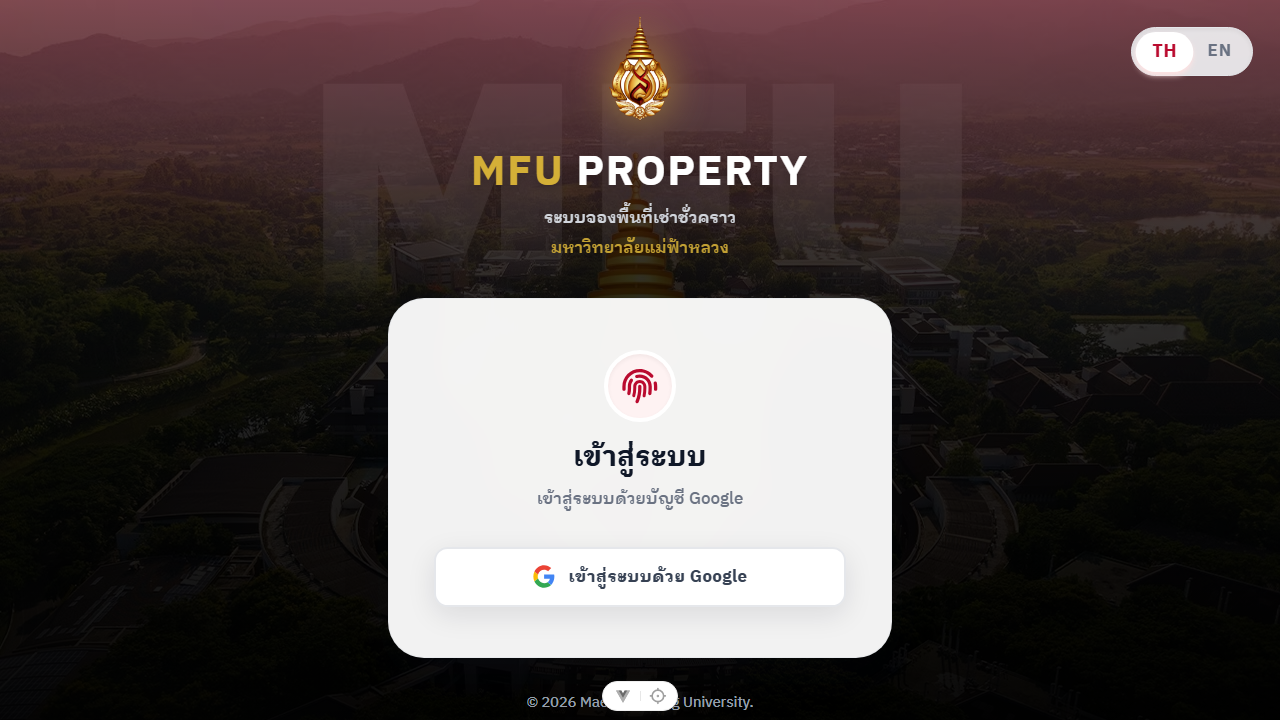 TH EN
MFU
MFU PROPERTY
ระบบจองพื้นที่เช่าชั่วคราว
มหาวิทยาลัยแม่ฟ้าหลวง
เข้าสู่ระบบ
เข้าสู่ระบบด้วยบัญชี Google
เข้าสู่ระบบด้วย Google
© 2026 University.